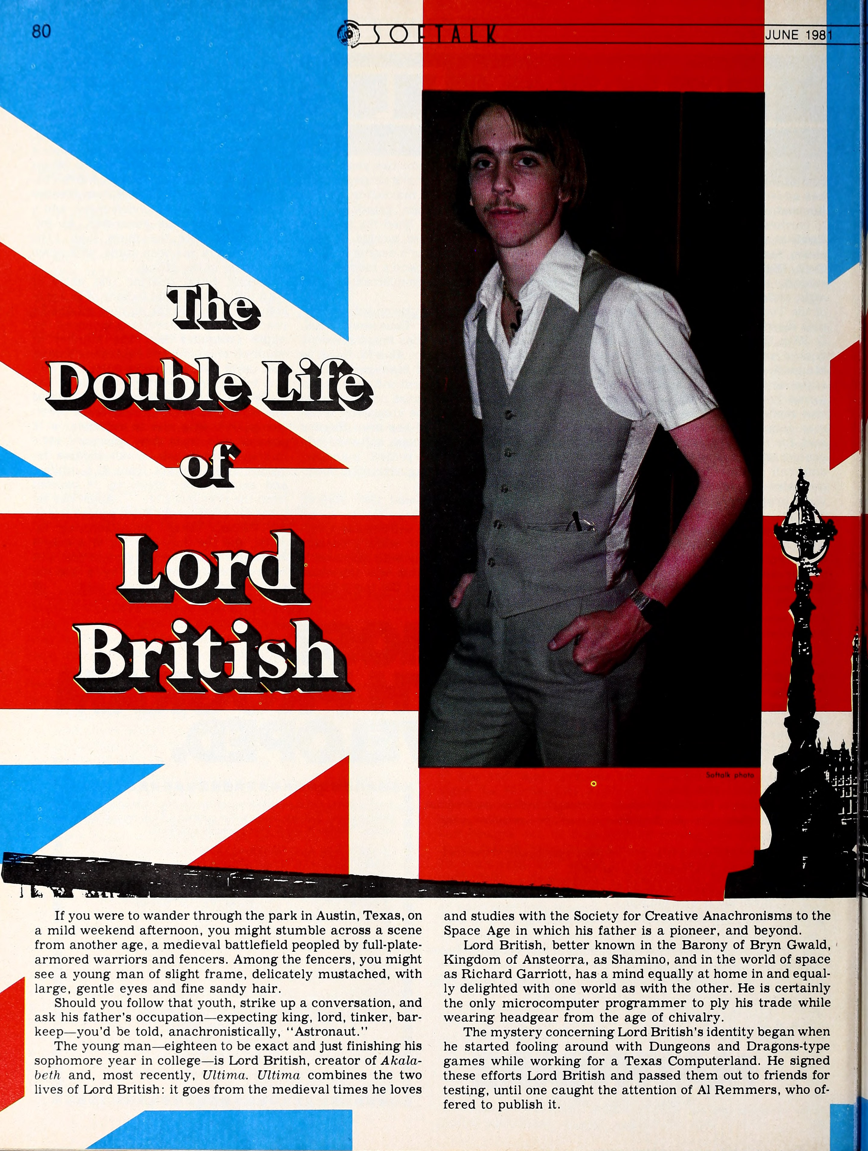 80
SOFTALK
JUNE 1981
The
Double Life
of
Lord
British
Softalk photo
If you were to wander through the park in Austin, Texas, on
a mild weekend afternoon, you might stumble across a scene
from another age, a medieval battlefield peopled by full-plate-
armored warriors and fencers. Among the fencers, you might
see a young man of slight frame, delicately mustached, with
large, gentle eyes and fine sandy hair.
Should you follow that youth, strike up a conversation, and
ask his father's occupation—expecting king, lord, tinker, bar-
keep—you'd be told, anachronistically, "Astronaut."
The young man—eighteen to be exact and just finishing his
sophomore year in college—is Lord British, creator of Akala-
beth and, most recently, Ultima. Ultima combines the two
lives of Lord British: it goes from the medieval times he loves
and studies with the Society for Creative Anachronisms to the
Space Age in which his father is a pioneer, and beyond.
Lord British, better known in the Barony of Bryn Gwald,
Kingdom of Ansteorra, as Shamino, and in the world of space
as Richard Garriott, has a mind equally at home in and equal-
ly delighted with one world as with the other. He is certainly
the only microcomputer programmer to ply his trade while
wearing headgear from the age of chivalry.
The mystery concerning Lord British's identity began when
he started fooling around with Dungeons and Dragons-type
games while working for a Texas Computerland. He signed
these efforts Lord British and passed them out to friends for
testing, until one caught the attention of Al Remmers, who of-
fered to publish it.